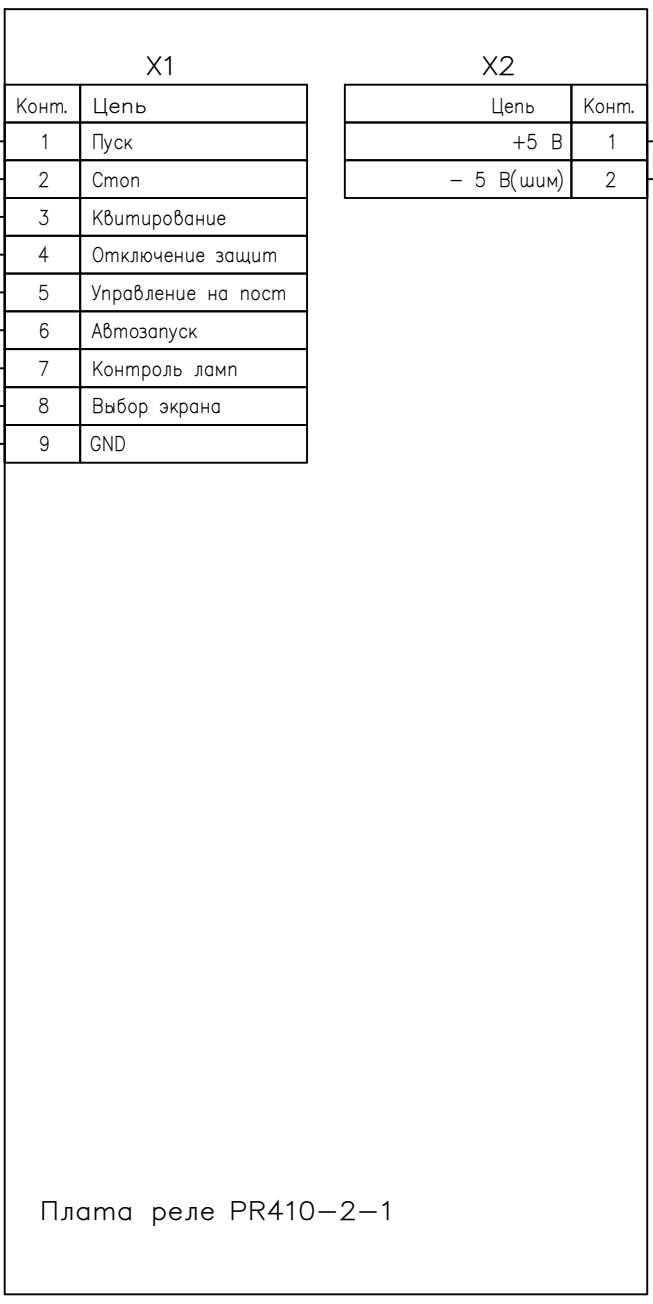 X1
Конт. Цепь
1 Пуск
2 Стоп
3 Квитирование
4 Отключение защит
5 Управление на пост
6 Автозапуск
7 Контроль ламп
8 Выбор экрана
9 GND
X2
Цепь Конт.
+5 В 1
– 5 В(шим) 2
Плата реле PR410–2–1